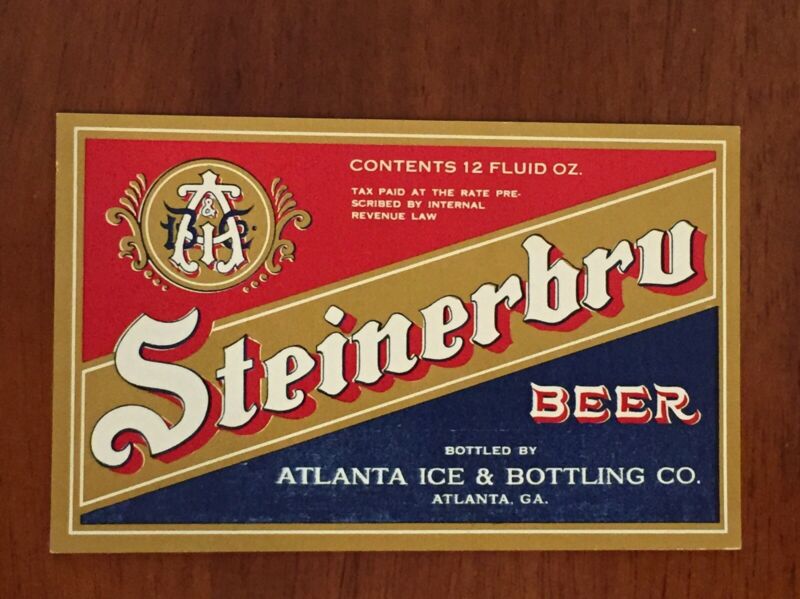 CONTENTS 12 FLUID OZ.
TAX PAID AT THE RATE PRE-
SCRIBED BY INTERNAL
REVENUE LAW
Steinerbru
BEER
BOTTLED BY
ATLANTA ICE & BOTTLING CO.
ATLANTA, GA.